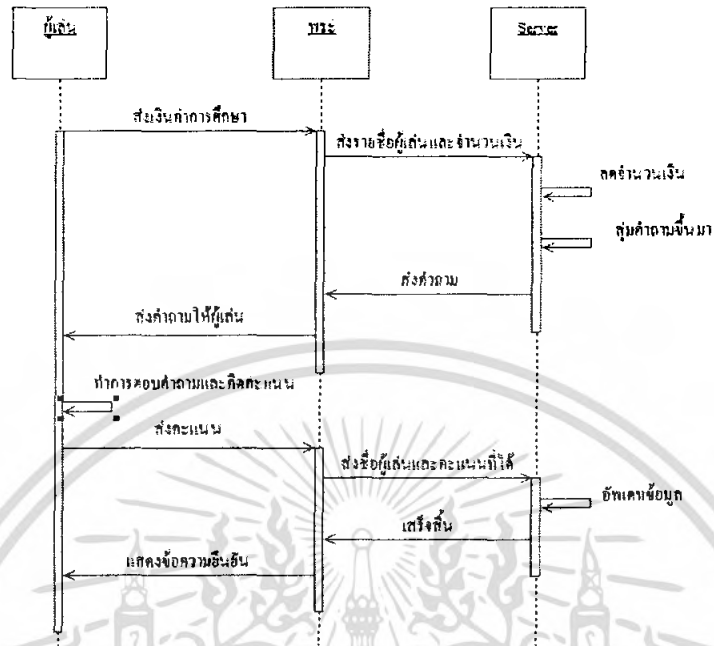 ผู้เล่น
พระ
Server
ส่งเงินค่าการศึกษา
ส่งรายชื่อผู้เล่นและจำนวนเงิน
ลดจำนวนเงิน
สุ่มคำถามขึ้นมา
ส่งคำถาม
ส่งคำถามให้ผู้เล่น
ทำการตอบคำถามและคิดคะแนน
ส่งคะแนน
ส่งชื่อผู้เล่นและคะแนนที่ได้
อัพเดทข้อมูล
เสร็จสิ้น
แสดงข้อความยืนยัน